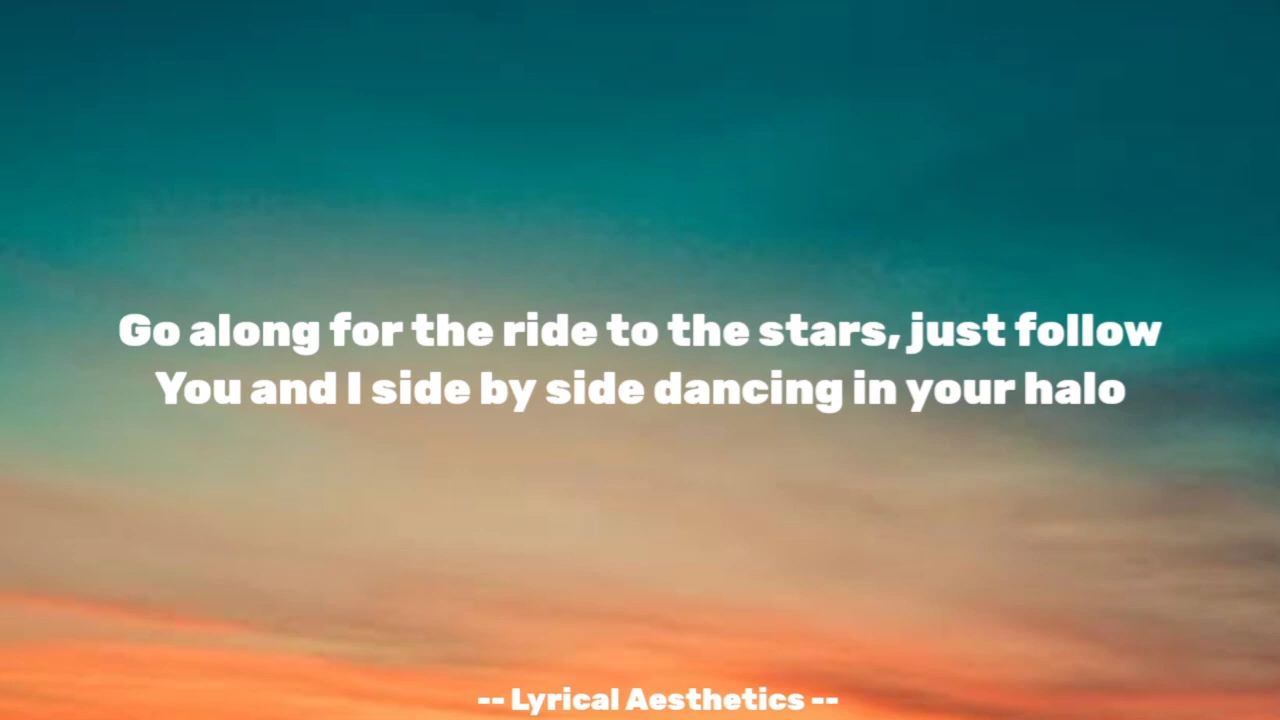 Go along for the ride to the stars, just follow
You and I side by side dancing in your halo
-- Lyrical Aesthetics --